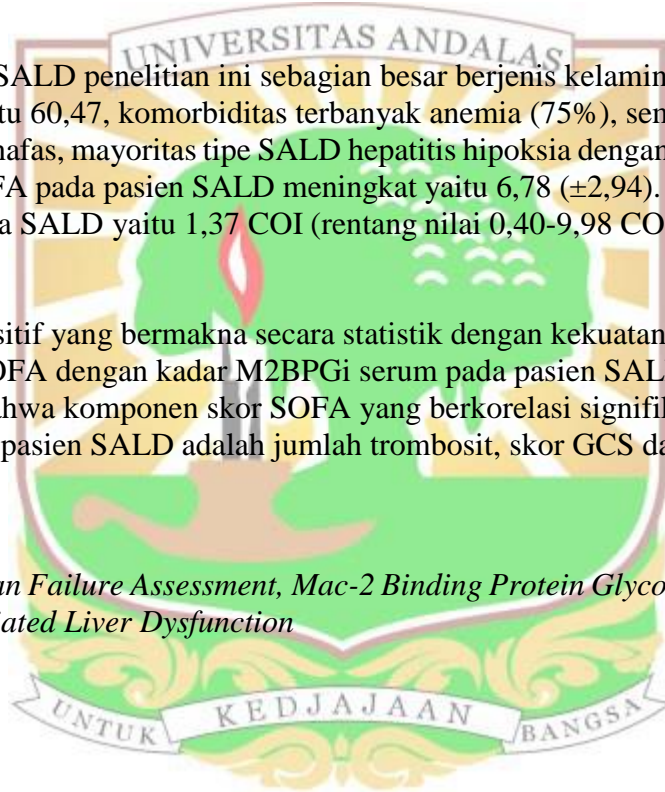 UNIVERSITAS ANDALAS
SALD penelitian ini sebagian besar berjenis kelamin
tu 60,47, komorbiditas terbanyak anemia (75%), sen
nafas, mayoritas tipe SALD hepatitis hipoksia dengan
FA pada pasien SALD meningkat yaitu 6,78 (±2,94).
a SALD yaitu 1,37 COI (rentang nilai 0,40-9,98 CO
sitif yang bermakna secara statistik dengan kekuatan
OFA dengan kadar M2BPGi serum pada pasien SAL
ahwa komponen skor SOFA yang berkorelasi signifi
pasien SALD adalah jumlah trombosit, skor GCS da
an Failure Assessment, Mac-2 Binding Protein Glyco
iated Liver Dysfunction
UNTUK KEDJAJAAN BANGSA